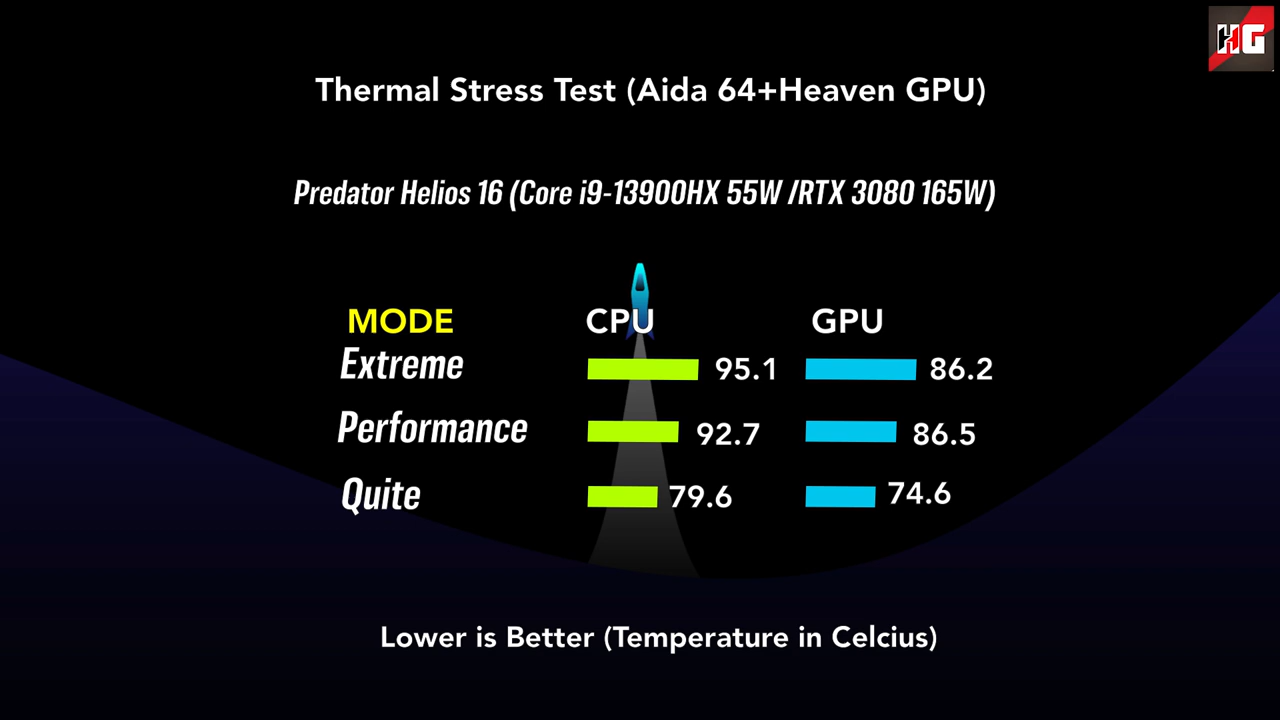 HG
Thermal Stress Test (Aida 64+Heaven GPU)
Predator Helios 16 (Core i9-13900HX 55W /RTX 3080 165W)
MODE CPU GPU
Extreme 95.1 86.2
Performance 92.7 86.5
Quite 79.6 74.6
Lower is Better (Temperature in Celcius)